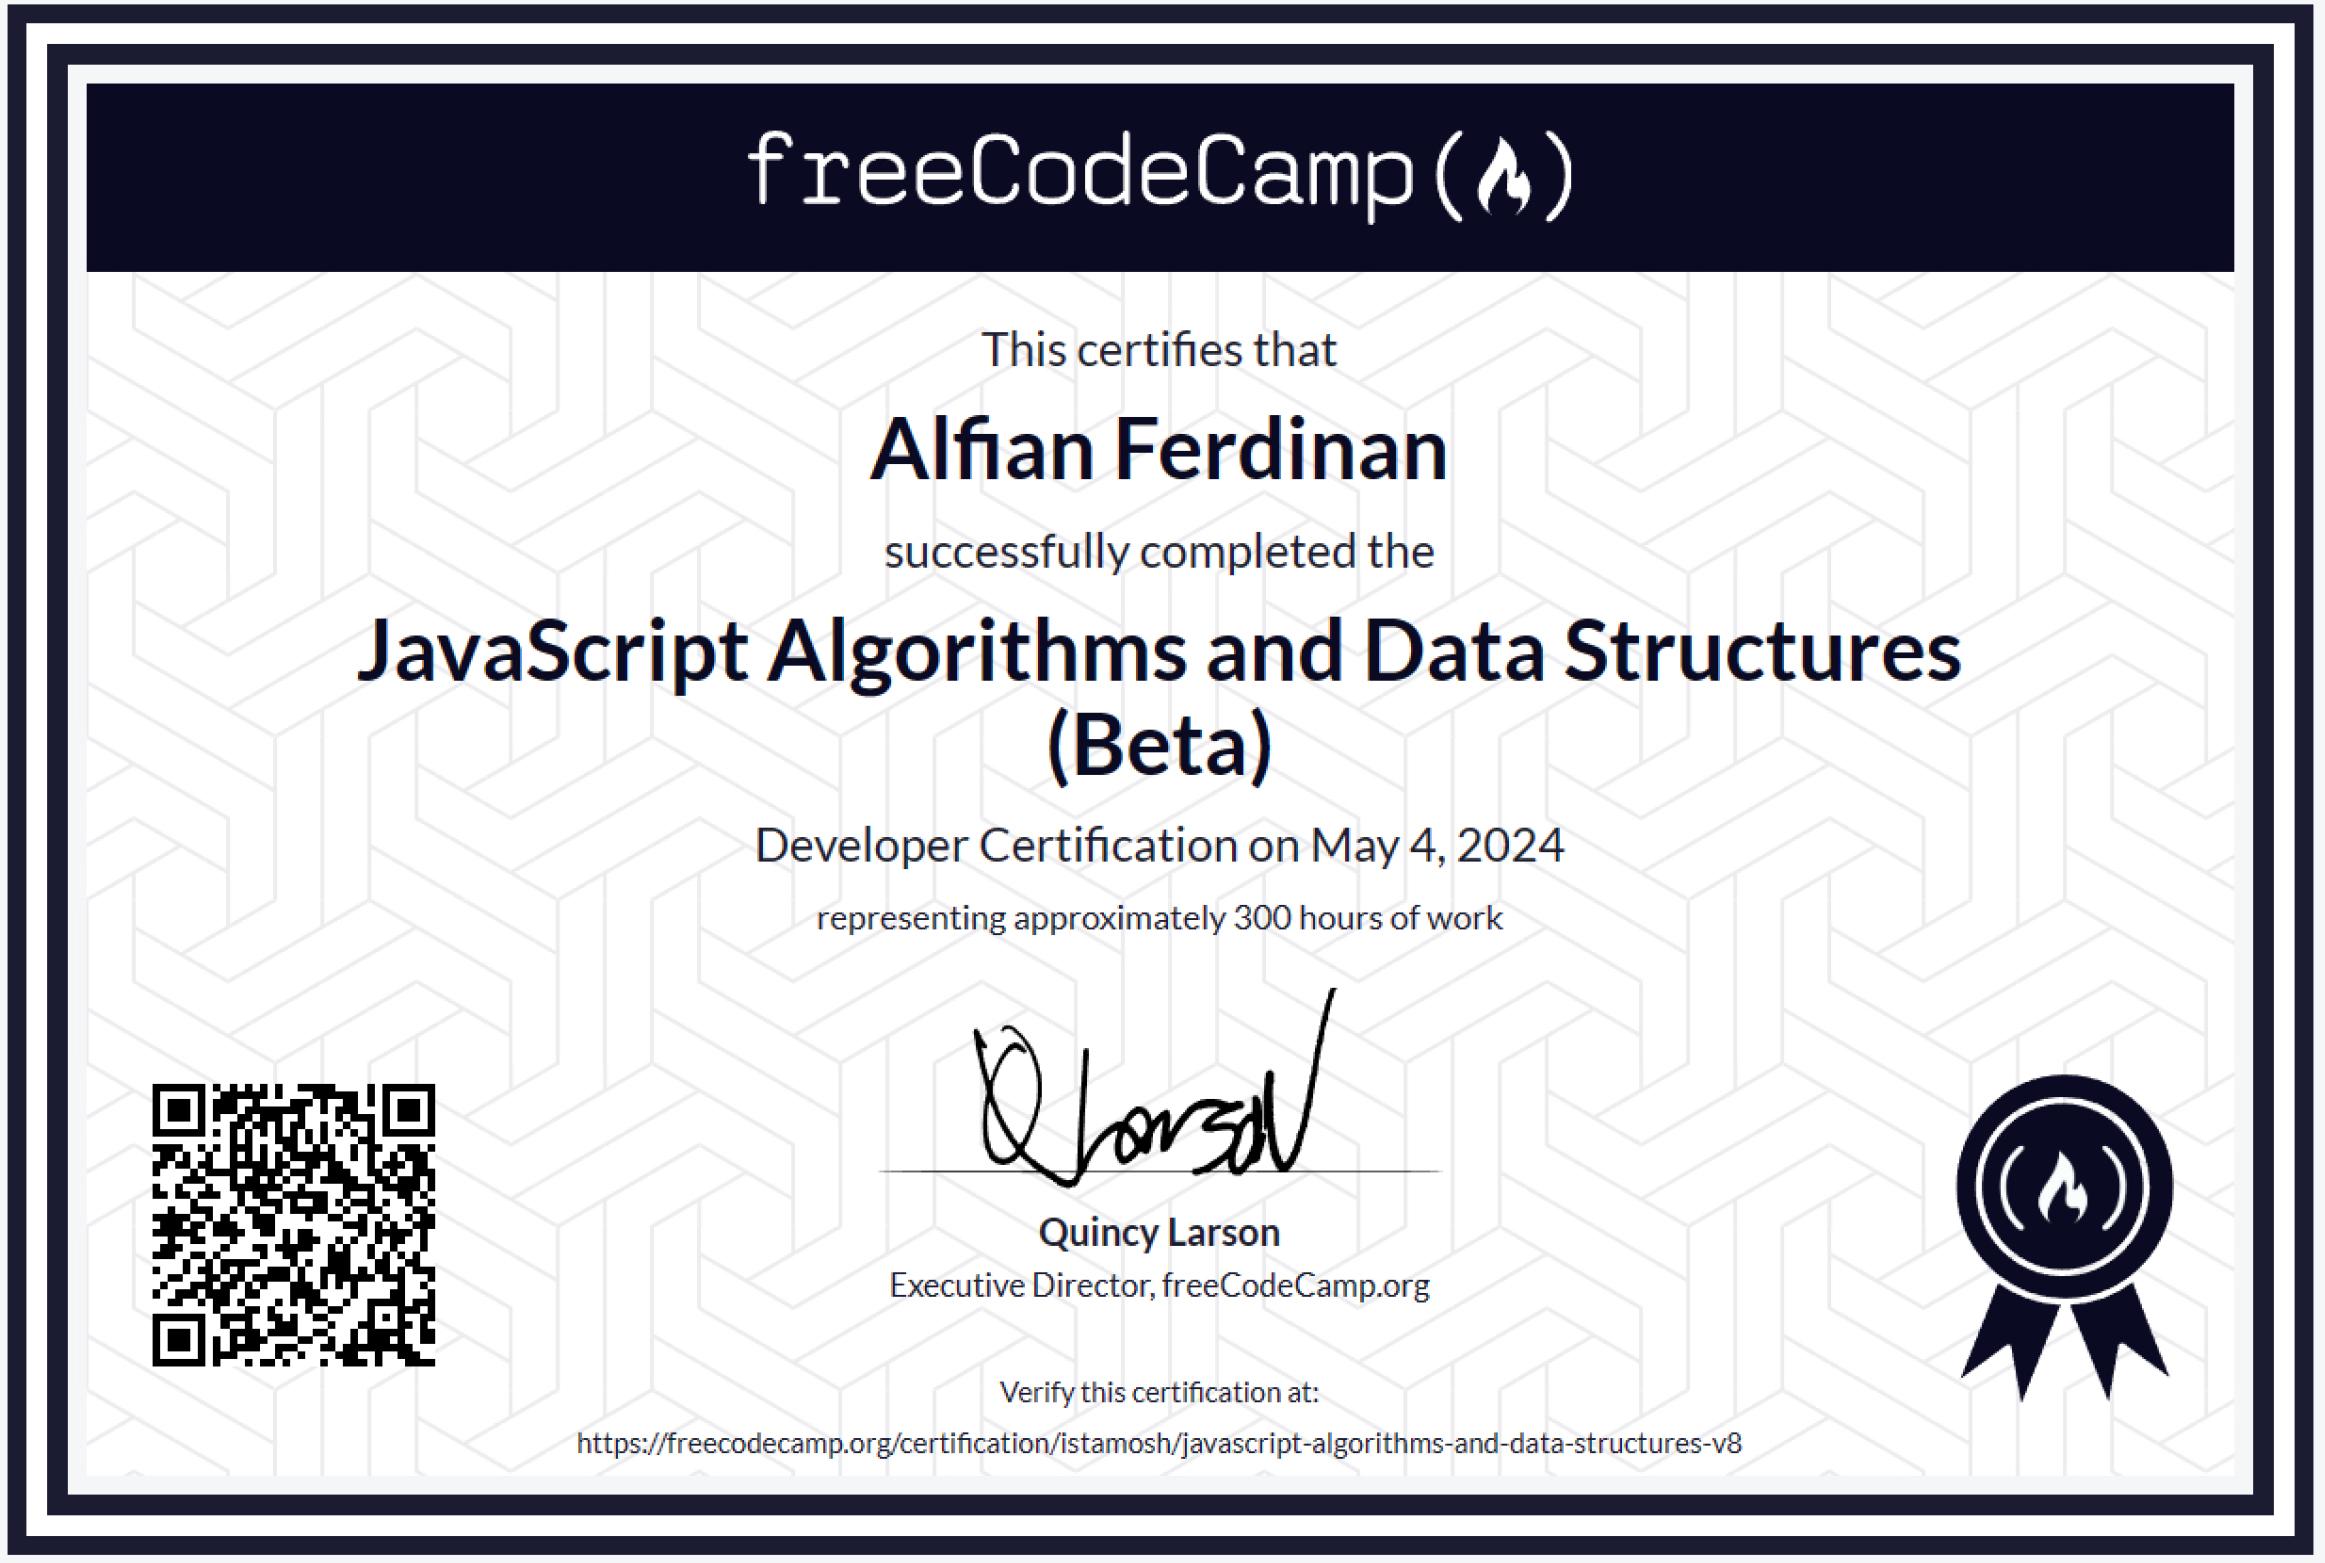 freeCodeCamp(🔥)
This certifies that
Alfian Ferdinan
successfully completed the
JavaScript Algorithms and Data Structures
(Beta)
Developer Certification on May 4, 2024
representing approximately 300 hours of work
QLarson
Quincy Larson
Executive Director, freeCodeCamp.org
Verify this certification at:
https://freecodecamp.org/certification/istamosh/javascript-algorithms-and-data-structures-v8